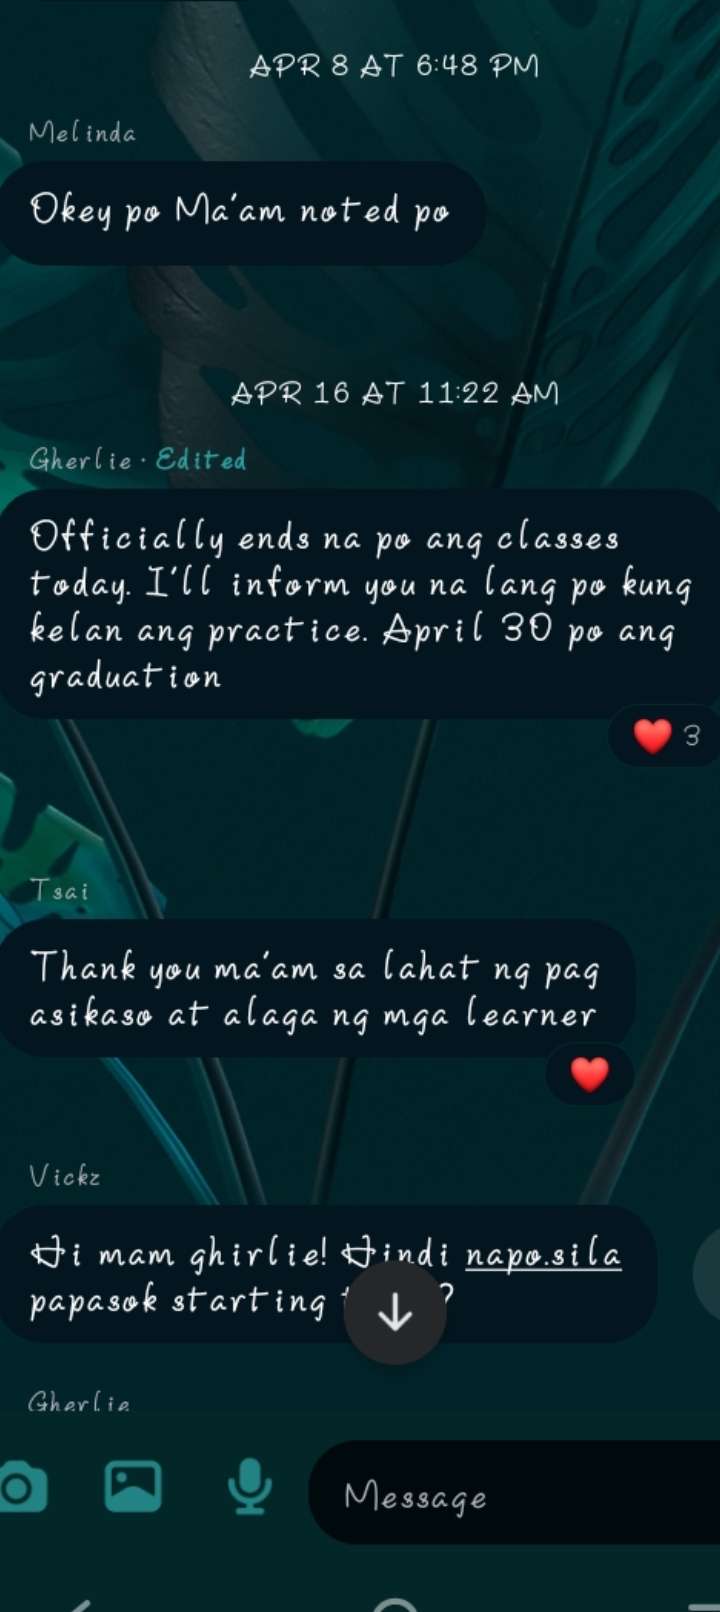 APR 8 AT 6:48 PM
Melinda
Okey po Ma'am noted po
APR 16 AT 11:22 AM
Gherlie · Edited
Officially ends na po ang classes
today. I'll inform you na lang po kung
kelan ang practice. April 30 po ang
graduation
❤️ 3
Tsai
Thank you ma'am sa lahat ng pag
asikaso at alaga ng mga learner
❤️
Vickz
Hi mam ghirlie! Hindi napo.sila
papasok starting ?
Gherlie
Message